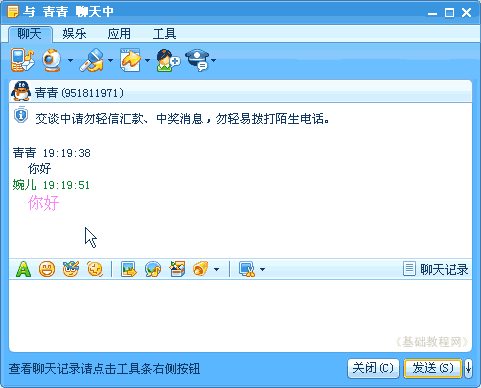 与 青青 聊天中
聊天 娱乐 应用 工具
青青(951811971)
交谈中请勿轻信汇款、中奖消息，勿轻易拨打陌生电话。
青青 19:19:38
你好
婉儿 19:19:51
你好
聊天记录
《基础教程网》
查看聊天记录请点击工具条右侧按钮 关闭(C) 发送(S)